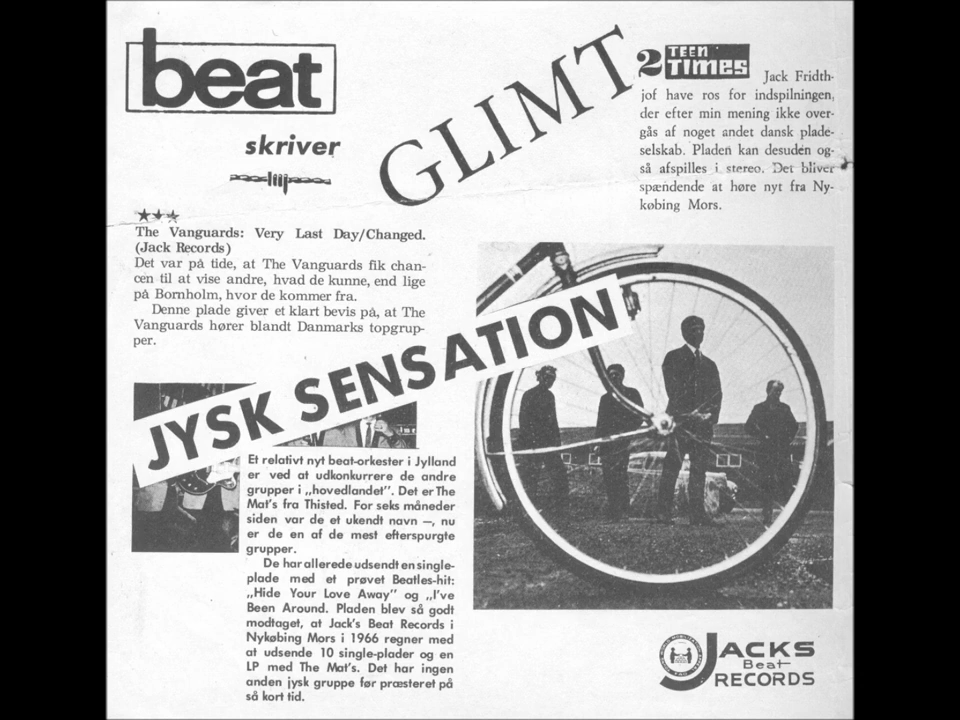 beat
skriver
GLIMT
2 TEEN
TIMES
Jack Fridth-
jof have ros for indspilningen,
der efter min mening ikke over-
gås af noget andet dansk plade-
selskab. Pladen kan desuden og-
så afspilles i stereo. Det bliver
spændende at høre nyt fra Ny-
købing Mors.
The Vanguards: Very Last Day/Changed.
(Jack Records)
Det var på tide, at The Vanguards fik chan-
cen til at vise andre, hvad de kunne, end lige
på Bornholm, hvor de kommer fra.
Denne plade giver et klart bevis på, at The
Vanguards hører blandt Danmarks topgrup-
per.
JYSK SENSATION
Et relativt nyt beat-orkester i Jylland
er ved at udkonkurrere de andre
grupper i „hovedlandet". Det er The
Mat's fra Thisted. For seks måneder
siden var de et ukendt navn —, nu
er de en af de mest efterspurgte
grupper.
De har allerede udsendt en single-
plade med et prøvet Beatles-hit:
„Hide Your Love Away" og „I've
Been Around. Pladen blev så godt
modtaget, at Jack's Beat Records i
Nykøbing Mors i 1966 regner med
at udsende 10 single-plader og en
LP med The Mat's. Det har ingen
anden jysk gruppe før præsteret på
så kort tid.
JACKS
Beat
RECORDS